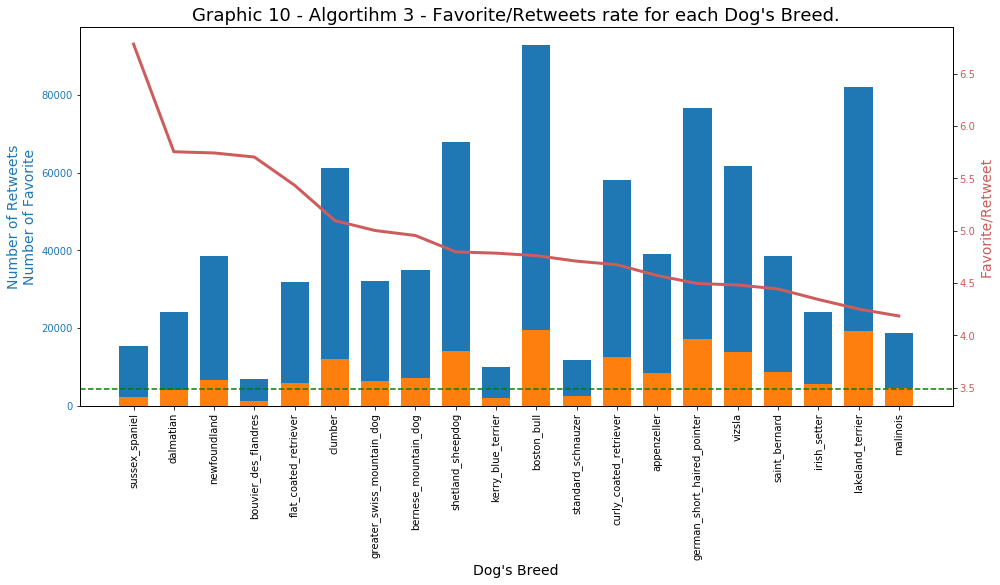 Graphic 10 - Algortihm 3 - Favorite/Retweets rate for each Dog's Breed.
Number of Retweets
Number of Favorite
80000
60000
40000
20000
0
6.5
6.0
5.5
5.0
4.5
4.0
3.5
Favorite/Retweet
sussex_spaniel
dalmatian
newfoundland
bouvier_des_flandres
flat_coated_retriever
clumber
greater_swiss_mountain_dog
bernese_mountain_dog
shetland_sheepdog
kerry_blue_terrier
boston_bull
standard_schnauzer
curly_coated_retriever
appenzeller
german_short_haired_pointer
vizsla
saint_bernard
irish_setter
lakeland_terrier
malinois
Dog's Breed